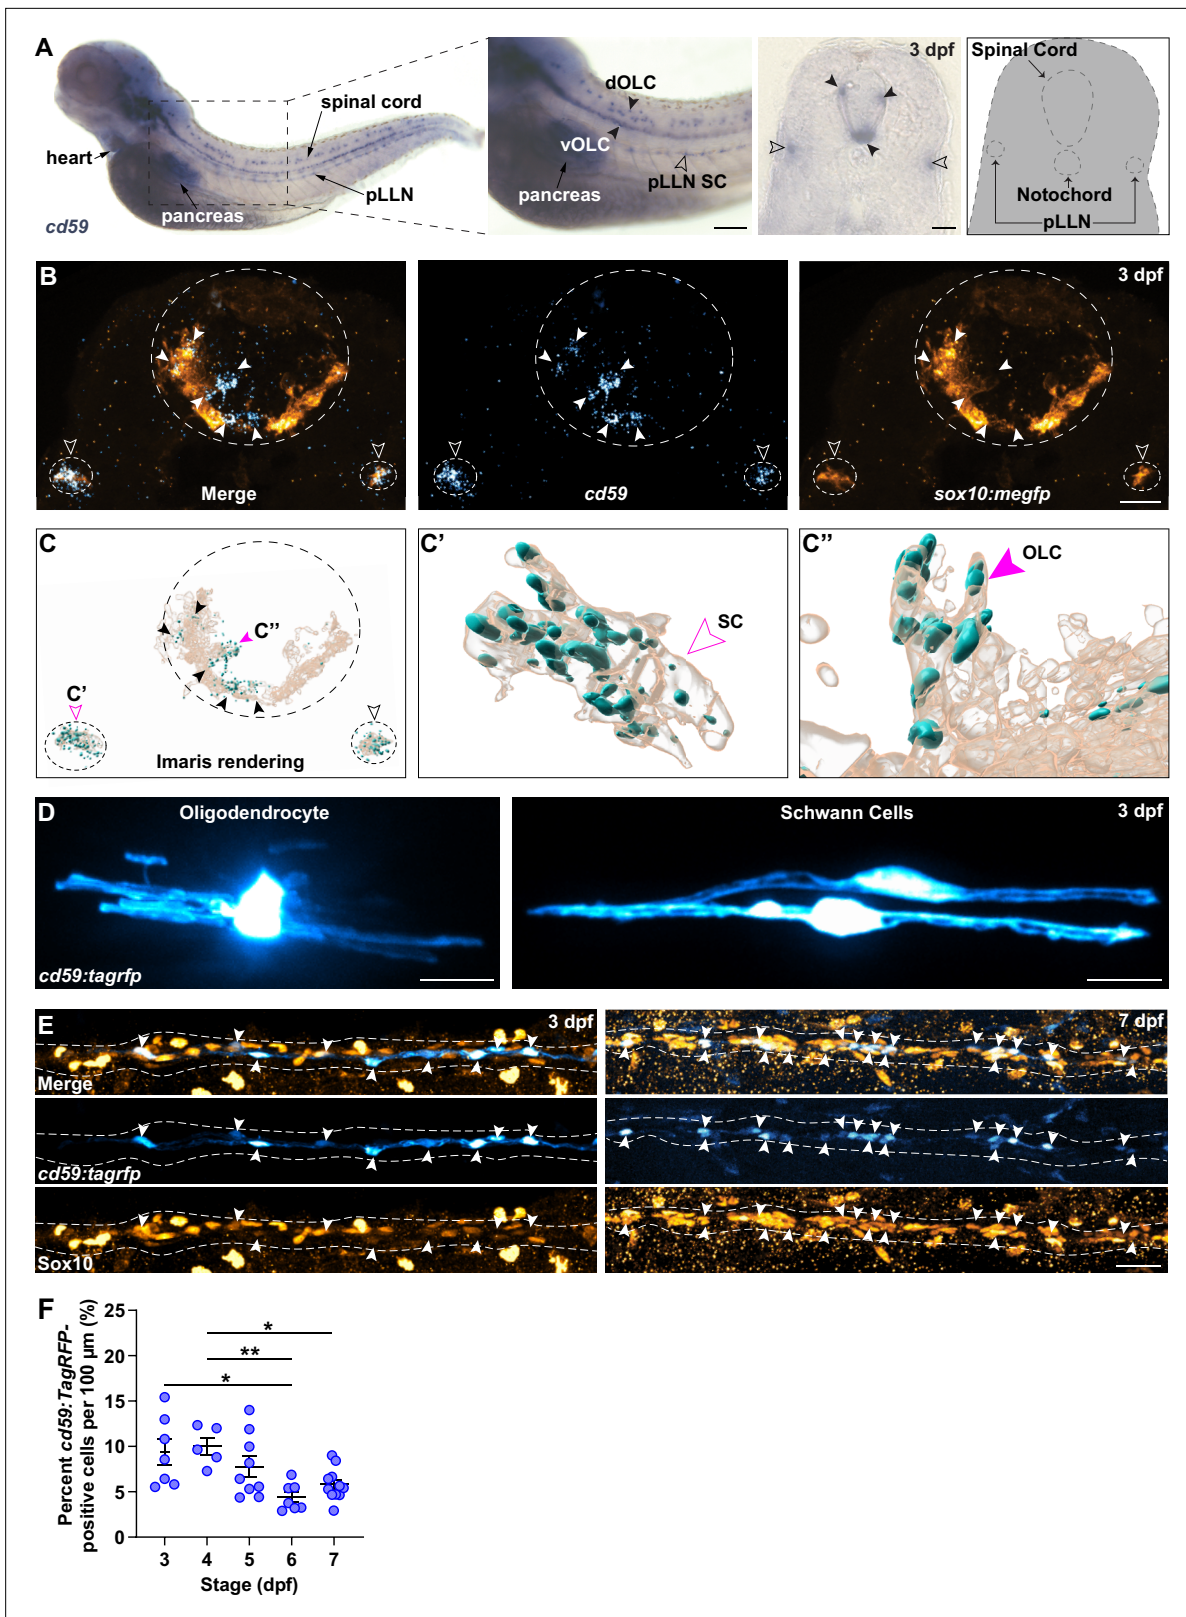 A
heart
cd59
pancreas
spinal cord
pLLN
dOLC
vOLC
pancreas
pLLN SC
3 dpf
Spinal Cord
Notochord
pLLN
B
Merge
cd59
3 dpf
sox10:megfp
C
C'
C''
Imaris rendering
C'
SC
C''
OLC
D
Oligodendrocyte
cd59:tagrfp
Schwann Cells
3 dpf
E
3 dpf
7 dpf
Merge
cd59:tagrfp
Sox10
F
Percent cd59:TagRFP-
positive cells per 100 µm (%)
25
20
15
10
5
0
*
**
*
3 4 5 6 7
Stage (dpf)